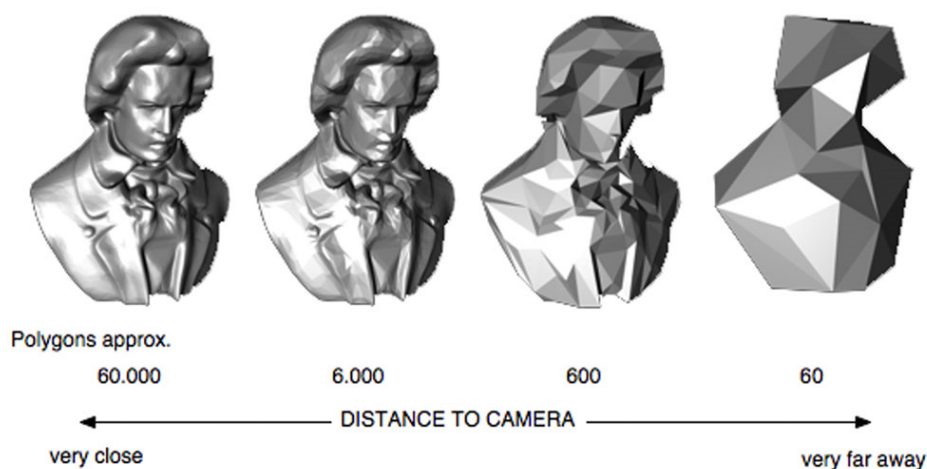 Polygons approx.
60.000 6.000 600 60
DISTANCE TO CAMERA
very close very far away